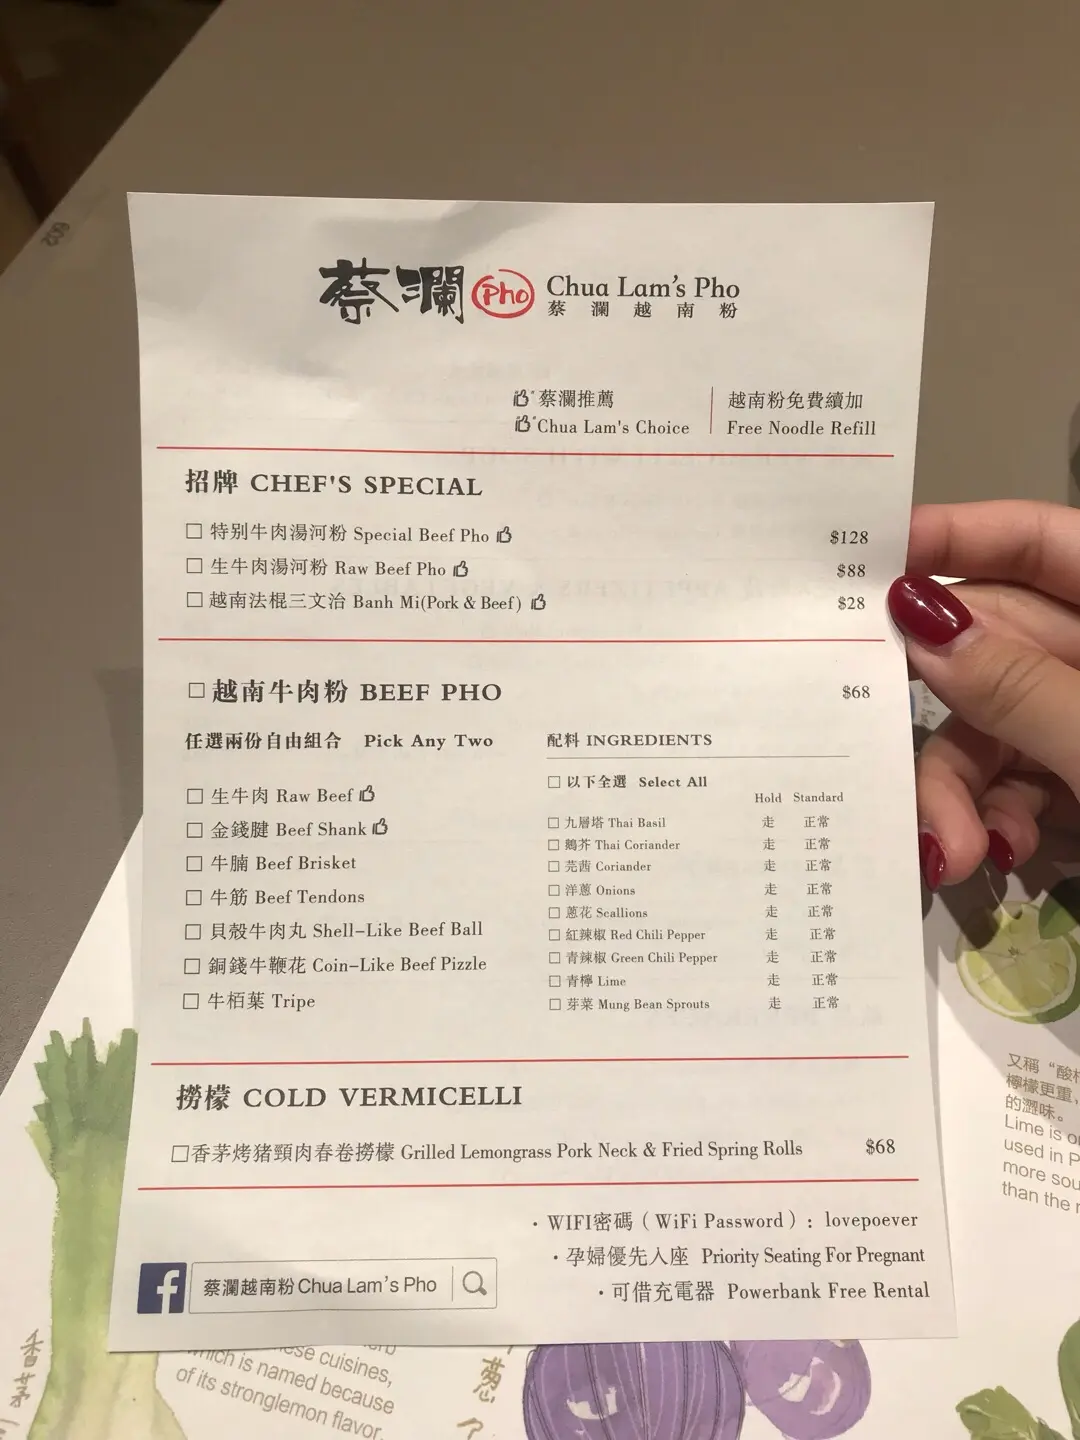 蔡瀾 Pho Chua Lam's Pho
蔡瀾越南粉
蔡瀾推薦
Chua Lam's Choice
越南粉免費續加
Free Noodle Refill
招牌 CHEF'S SPECIAL
特别牛肉湯河粉 Special Beef Pho $128
生牛肉湯河粉 Raw Beef Pho $88
越南法棍三文治 Banh Mi(Pork & Beef) $28
越南牛肉粉 BEEF PHO $68
任選兩份自由組合 Pick Any Two
生牛肉 Raw Beef
金錢腱 Beef Shank
牛腩 Beef Brisket
牛筋 Beef Tendons
貝殼牛肉丸 Shell-Like Beef Ball
銅錢牛鞭花 Coin-Like Beef Pizzle
牛栢葉 Tripe
配料 INGREDIENTS
以下全選 Select All
Hold Standard
九層塔 Thai Basil 走 正常
鵝芥 Thai Coriander 走 正常
芫茜 Coriander 走 正常
洋蔥 Onions 走 正常
蔥花 Scallions 走 正常
紅辣椒 Red Chili Pepper 走 正常
青辣椒 Green Chili Pepper 走 正常
青檸 Lime 走 正常
芽菜 Mung Bean Sprouts 走 正常
撈檬 COLD VERMICELLI
香茅烤猪頸肉春卷撈檬 Grilled Lemongrass Pork Neck & Fried Spring Rolls $68
· WIFI密碼（WiFi Password）: lovepoever
· 孕婦優先人座 Priority Seating For Pregnant
· 可借充電器 Powerbank Free Rental
蔡瀾越南粉 Chua Lam's Pho
又稱“酸
檸檬更重,
的澀味。
Lime is
used in
more
than the
cuisines,
which is named because
of its stronglemon flavor.
香茅
蔥